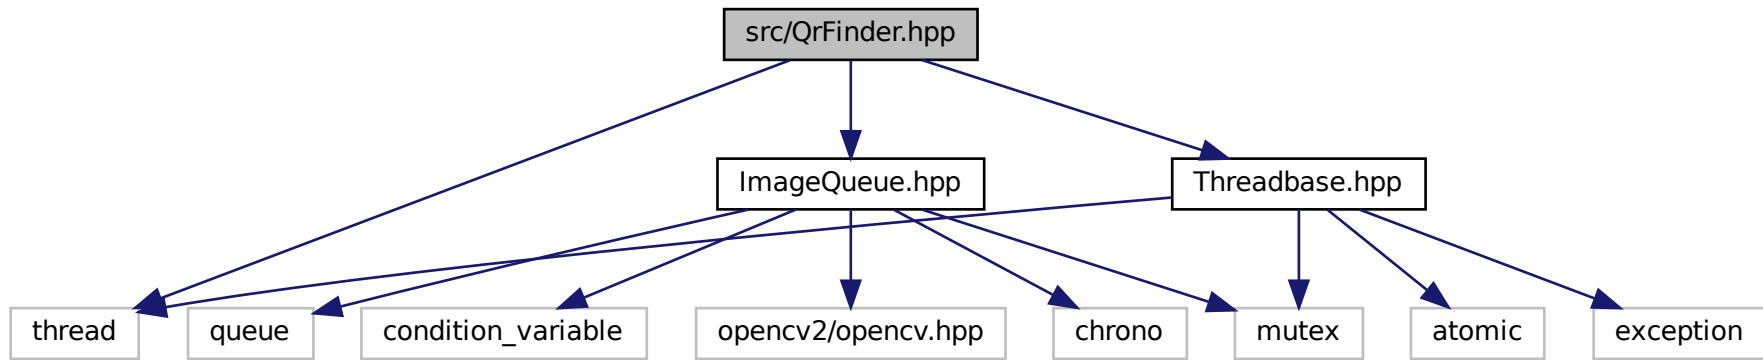 src/QrFinder.hpp
ImageQueue.hpp
Threadbase.hpp
thread
queue
condition_variable
opencv2/opencv.hpp
chrono
mutex
atomic
exception